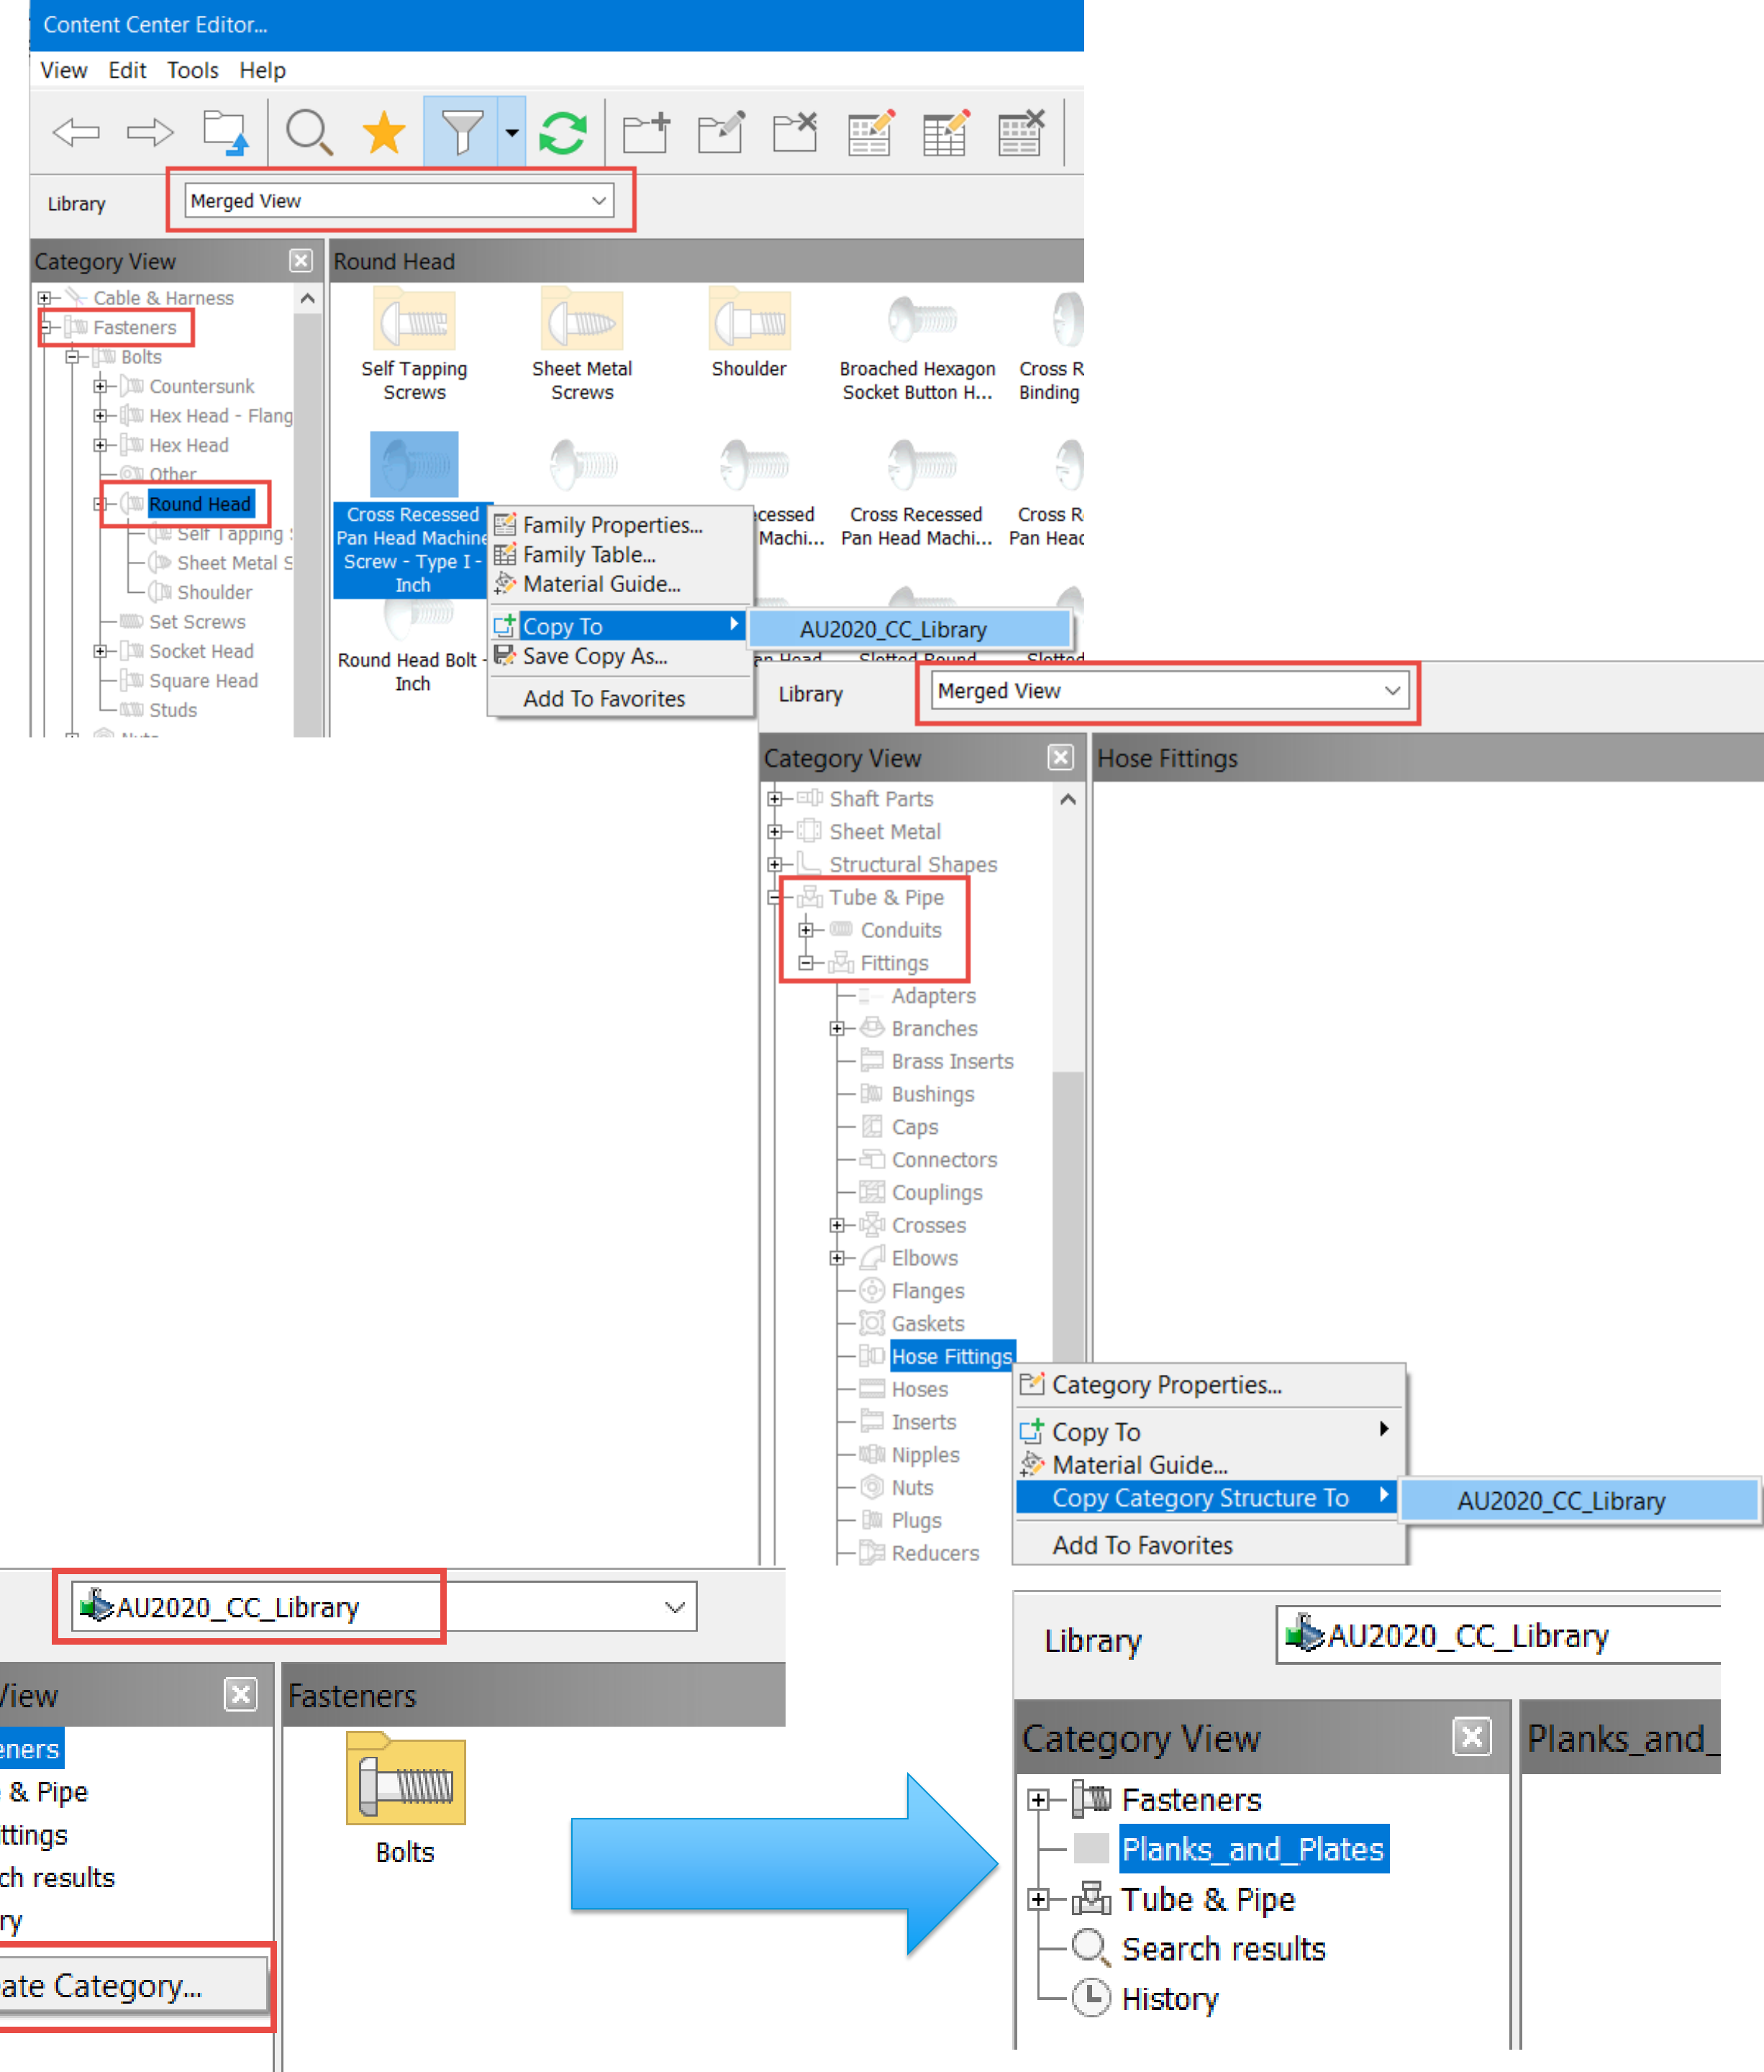 Content Center Editor...
View Edit Tools Help
Library Merged View
Category View
Round Head
Cable & Harness
Fasteners
Bolts
Countersunk
Hex Head - Flang
Hex Head
Other
Round Head
Self Tapping
Sheet Metal S
Shoulder
Set Screws
Socket Head
Square Head
Studs
Self Tapping
Screws
Sheet Metal
Screws
Shoulder
Broached Hexagon
Socket Button H...
Cross R
Binding
Cross Recessed
Pan Head Machine
Screw - Type I -
Inch
ecessed
Machi...
Cross Recessed
Pan Head Machi...
Cross R
Pan Head
Round Head Bolt -
Inch
Family Properties...
Family Table...
Material Guide...
Copy To
AU2020_CC_Library
Save Copy As...
Add To Favorites
Library Merged View
Category View
Hose Fittings
Shaft Parts
Sheet Metal
Structural Shapes
Tube & Pipe
Conduits
Fittings
Adapters
Branches
Brass Inserts
Bushings
Caps
Connectors
Couplings
Crosses
Elbows
Flanges
Gaskets
Hose Fittings
Hoses
Inserts
Nipples
Nuts
Plugs
Reducers
Category Properties...
Copy To
Material Guide...
Copy Category Structure To
AU2020_CC_Library
Add To Favorites
AU2020_CC_Library
View
Fasteners
eners
& Pipe
ttings
ch results
ry
ate Category...
Bolts
Library AU2020_CC_Library
Category View
Planks_and_
Fasteners
Planks_and_Plates
Tube & Pipe
Search results
History